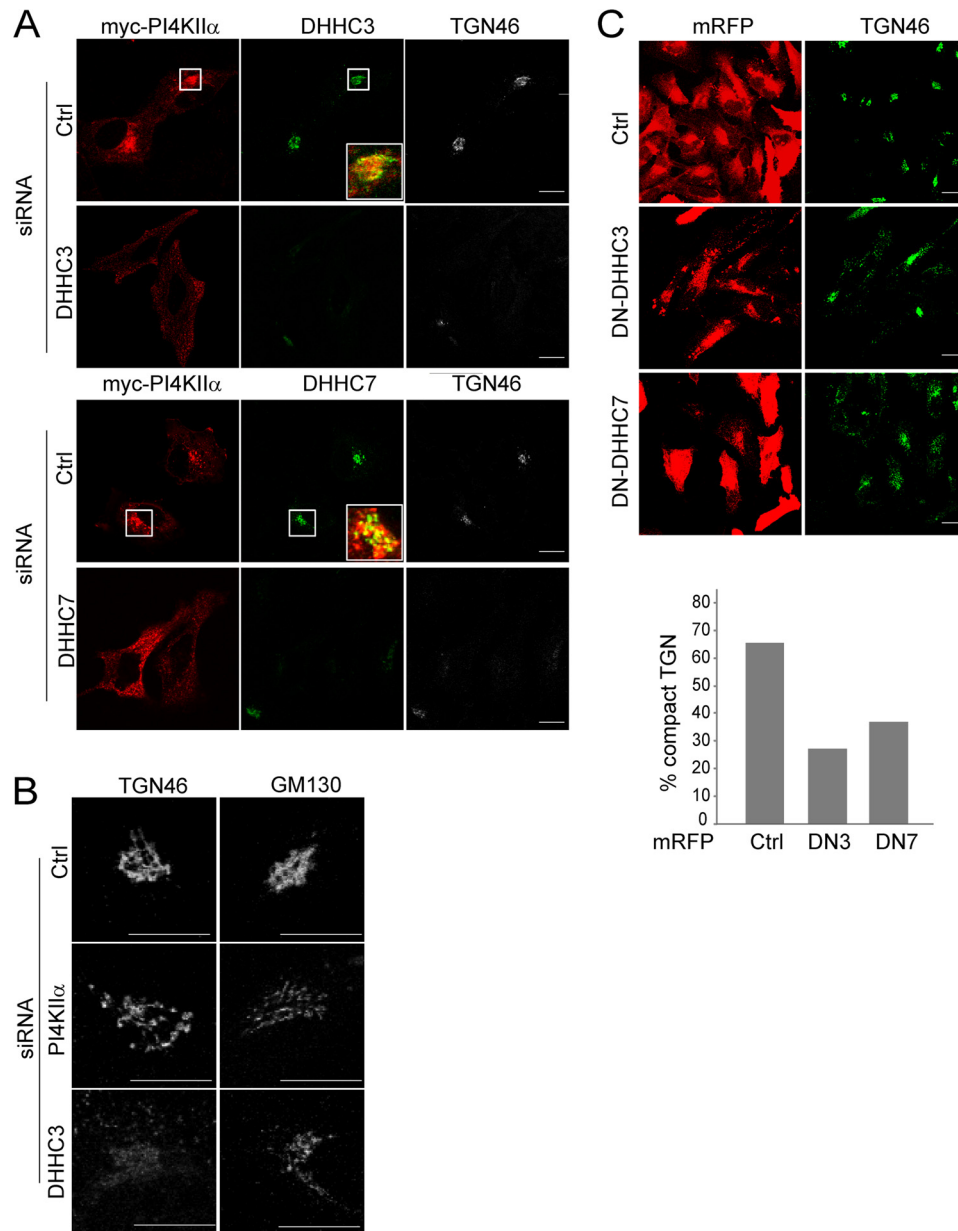 A
myc-PI4KIIα DHHC3 TGN46
siRNA
Ctrl
DHHC3
myc-PI4KIIα DHHC7 TGN46
siRNA
Ctrl
DHHC7
B
TGN46 GM130
siRNA
Ctrl
PI4KIIα
DHHC3
C
mRFP TGN46
Ctrl
DN-DHHC3
DN-DHHC7
% compact TGN
80
70
60
50
40
30
20
10
0
mRFP Ctrl DN3 DN7